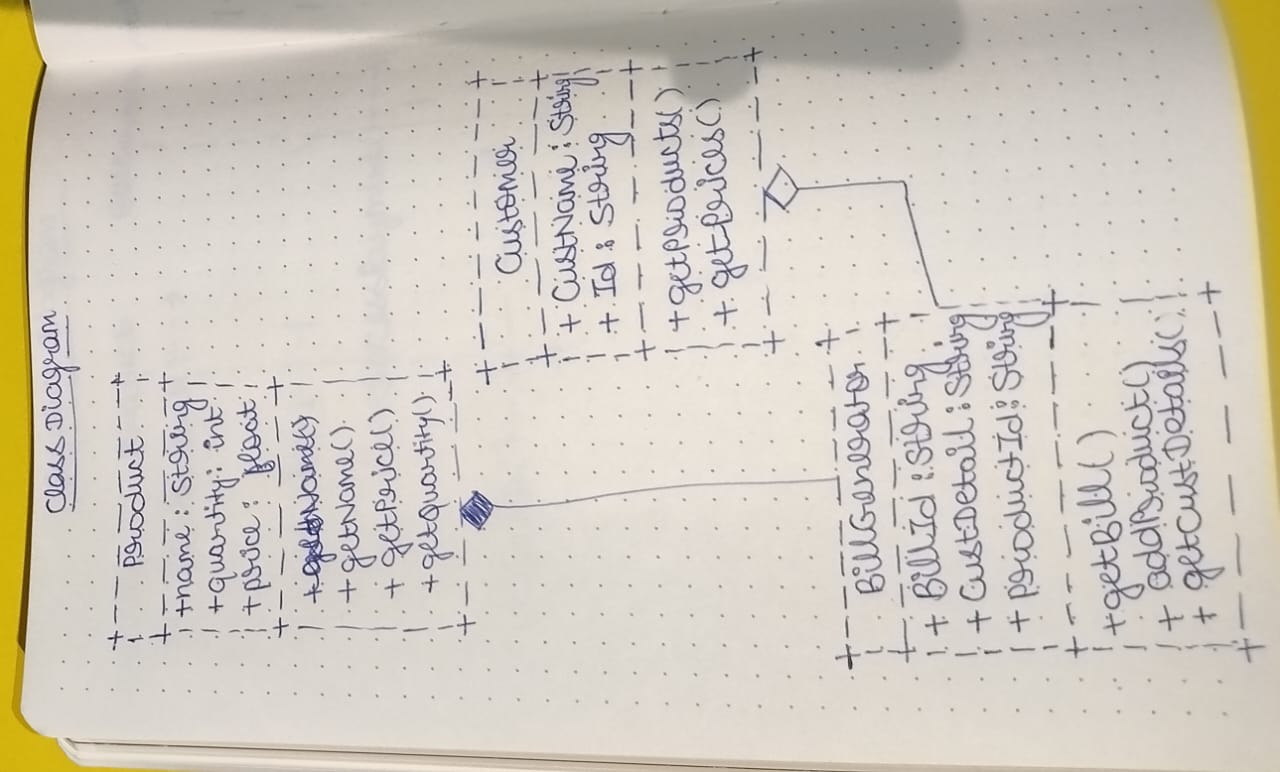 Class Diagram
Product
+name: String
+quantity: int
+price: float
+getName()
+getPrice()
+getQuantity()
Customer
+ CustName: String
+ Id: String
+getProducts()
+ getPrices()
BillGenerator
+ BillId: String
+ CustDetail: String
+ ProductId: String
+getBill()
+ addProduct()
+ getCustDetails()